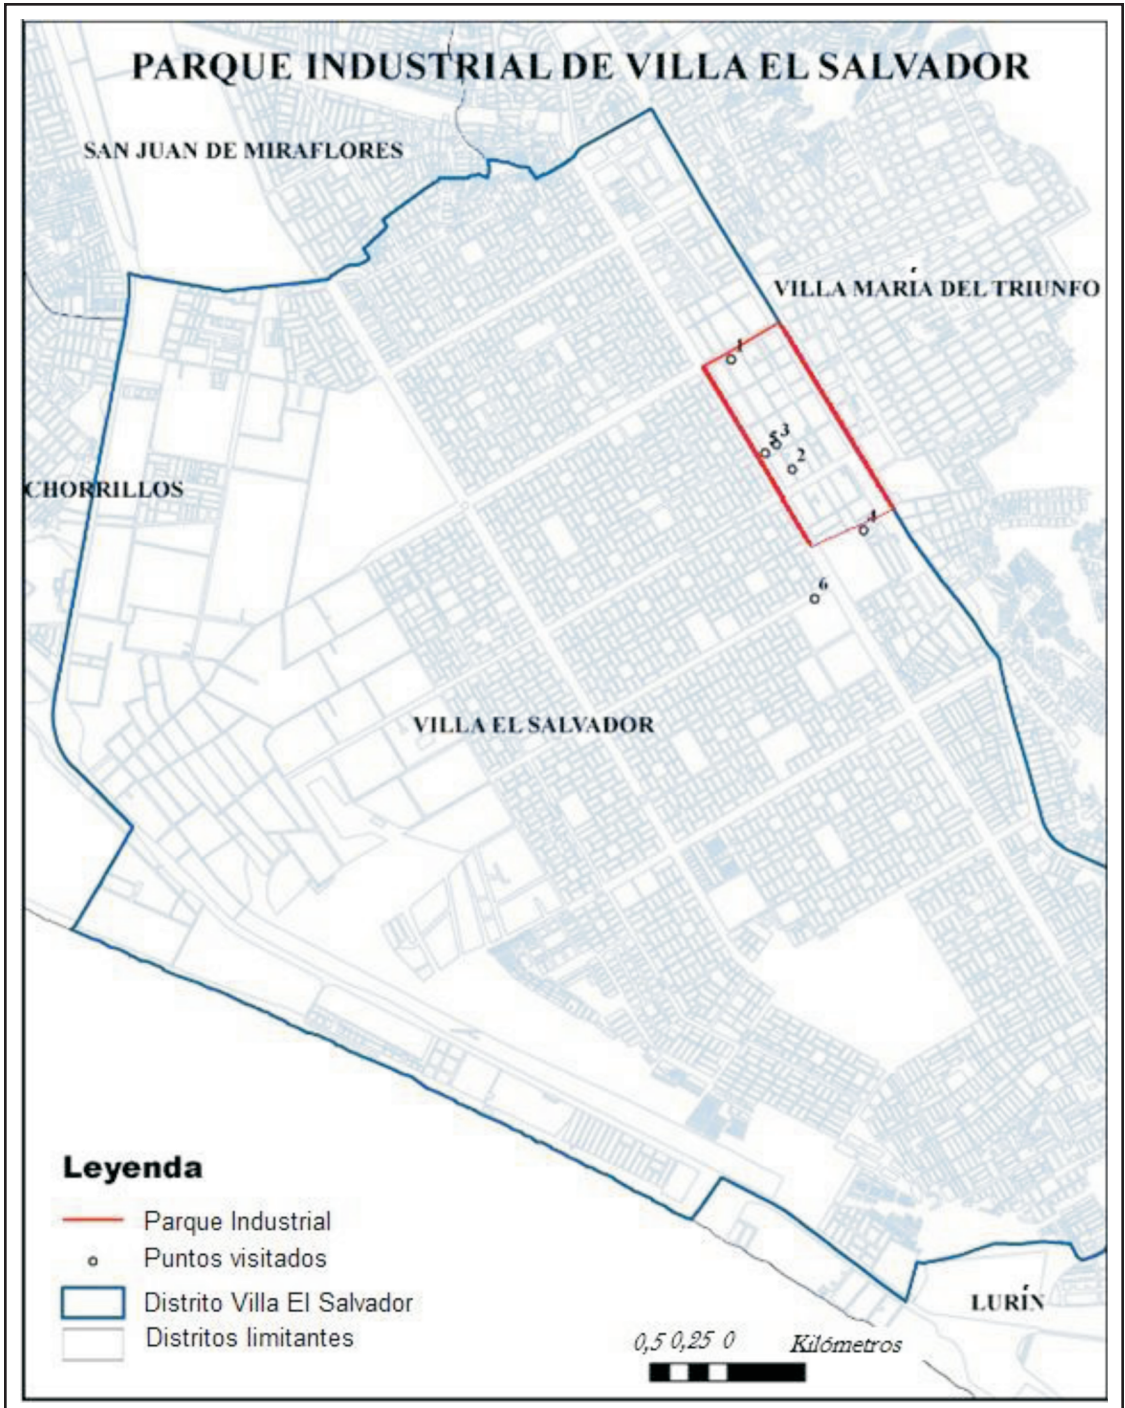 PARQUE INDUSTRIAL DE VILLA EL SALVADOR
SAN JUAN DE MIRAFLORES
VILLA MARÍA DEL TRIUNFO
1
3
5
2
CHORRILLOS
4
6
VILLA EL SALVADOR
Leyenda
Parque Industrial
Puntos visitados
Distrito Villa El Salvador
Distritos limitantes
LURÍN
0,5 0,25 0 Kilómetros